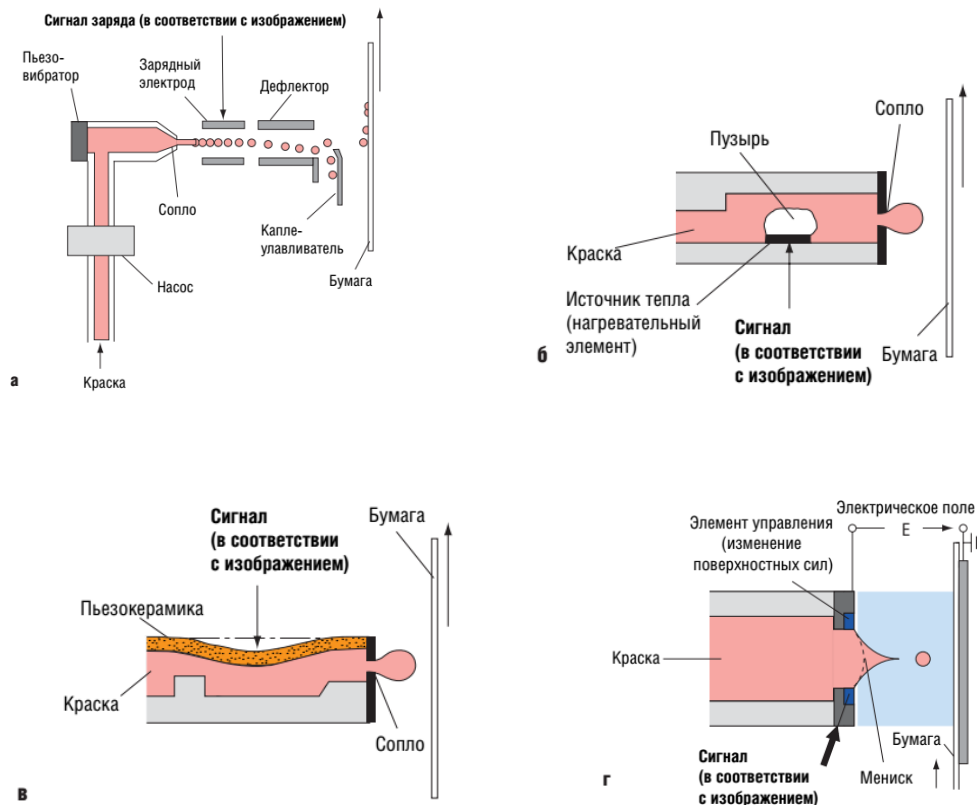 Сигнал заряда (в соответствии с изображением)
Пьезо-
вибратор
Зарядный
электрод
Дефлектор
Сопло
Капле-
улавливатель
Бумага
Насос
Краска
а
Сопло
Пузырь
Краска
Источник тепла
(нагревательный
элемент)
Сигнал
(в соответствии
с изображением)
Бумага
б
Сигнал
(в соответствии
с изображением)
Бумага
Пьезокерамика
Краска
Сопло
в
Электрическое поле
E
Элемент управления
(изменение
поверхностных сил)
Краска
Бумага
Мениск
Сигнал
(в соответствии
с изображением)
г